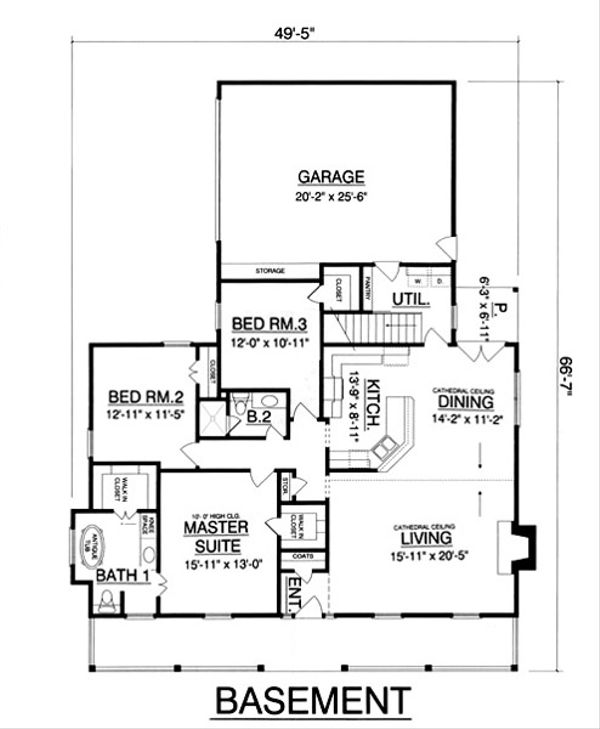 49'-5"
GARAGE
20'-2" X 25'-6"
STORAGE
CLOSET
PANTRY
W. D.
UTIL.
P.
6'-3" X 6'-11"
66'-7"
BED RM.3
12'-0" X 10'-11"
CLOSET
BED RM.2
12'-11" X 11'-5"
B.2
KITCH.
13'-9" X 8'-11"
CATHEDRAL CEILING
DINING
14'-2" X 11'-2"
WALK IN
CLOSET
STOR.
10'-0" HIGH CLG.
MASTER
SUITE
15'-11" X 13'-0"
WALK IN
CLOSET
CATHEDRAL CEILING
LIVING
15'-11" X 20'-5"
KNEE
SPACE
ANTIQUE
TUB
BATH 1
COATS
ENT.
BASEMENT